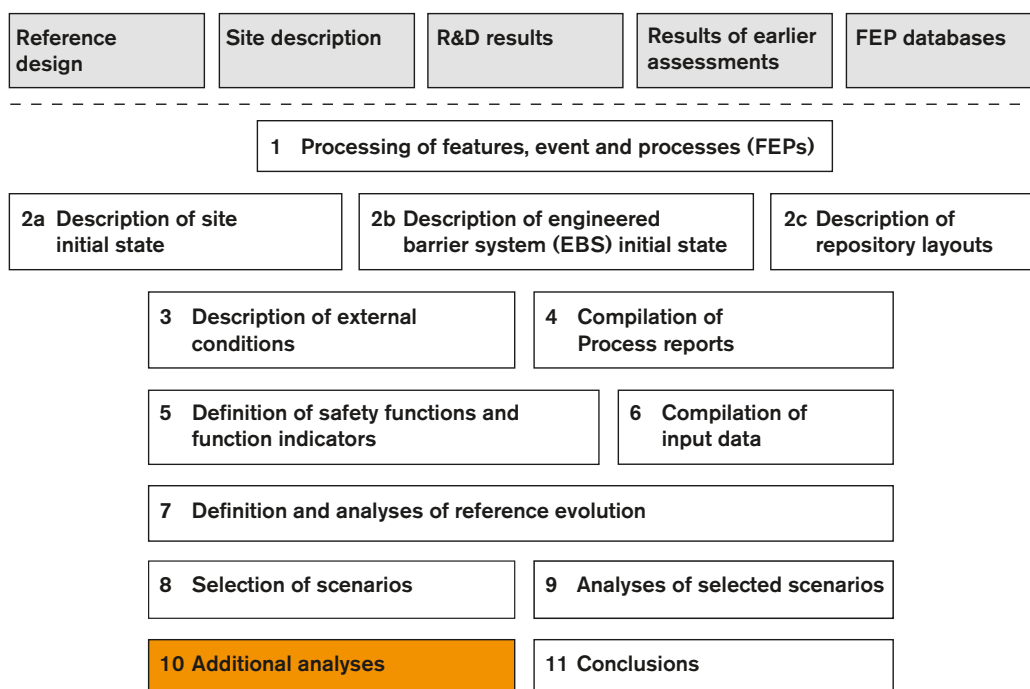 Reference
design
Site description
R&D results
Results of earlier
assessments
FEP databases
1 Processing of features, event and processes (FEPs)
2a Description of site
initial state
2b Description of engineered
barrier system (EBS) initial state
2c Description of
repository layouts
3 Description of external
conditions
4 Compilation of
Process reports
5 Definition of safety functions and
function indicators
6 Compilation of
input data
7 Definition and analyses of reference evolution
8 Selection of scenarios
9 Analyses of selected scenarios
10 Additional analyses
11 Conclusions